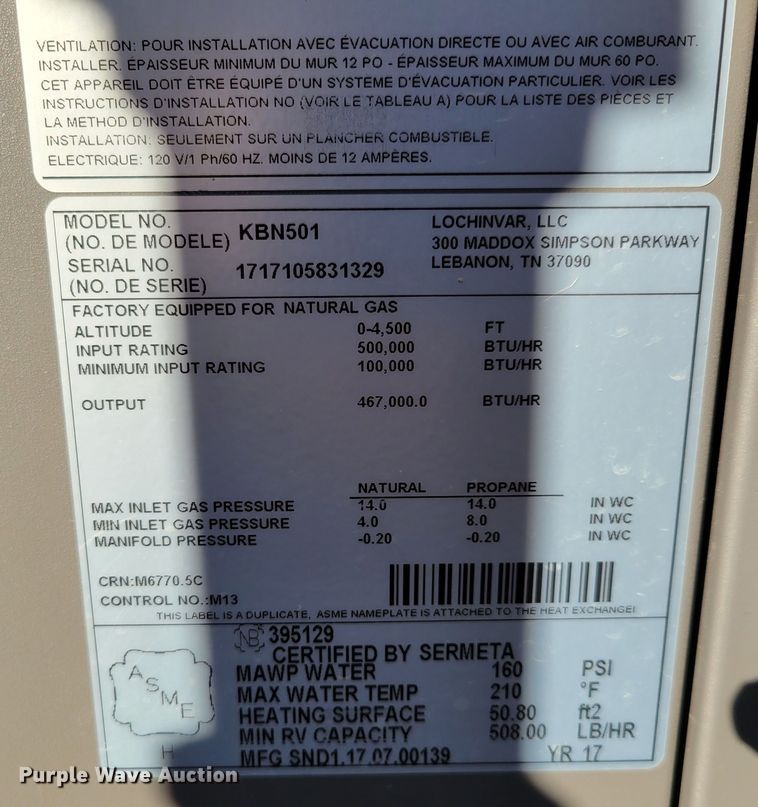 VENTILATION: POUR INSTALLATION AVEC ÉVACUATION DIRECTE OU AVEC AIR COMBURANT.
INSTALLER. ÉPAISSEUR MINIMUM DU MUR 12 PO - ÉPAISSEUR MAXIMUM DU MUR 60 PO.
CET APPAREIL DOIT ÊTRE ÉQUIPÉ D'UN SYSTEME D'ÉVACUATION PARTICULIER. VOIR LES
INSTRUCTIONS D'INSTALLATION NO (VOIR LE TABLEAU A) POUR LA LISTE DES PIÈCES ET
LA METHOD D'INSTALLATION.
INSTALLATION: SEULEMENT SUR UN PLANCHER COMBUSTIBLE.
ELECTRIQUE: 120 V/1 Ph/60 HZ. MOINS DE 12 AMPÈRES.
MODEL NO. LOCHINVAR, LLC
(NO. DE MODELE) KBN501 300 MADDOX SIMPSON PARKWAY
SERIAL NO. LEBANON, TN 37090
(NO. DE SERIE) 1717105831329
FACTORY EQUIPPED FOR NATURAL GAS
ALTITUDE 0-4,500 FT
INPUT RATING 500,000 BTU/HR
MINIMUM INPUT RATING 100,000 BTU/HR
OUTPUT 467,000.0 BTU/HR
NATURAL PROPANE
MAX INLET GAS PRESSURE 14.0 14.0 IN WC
MIN INLET GAS PRESSURE 4.0 8.0 IN WC
MANIFOLD PRESSURE -0.20 -0.20 IN WC
CRN:M6770.5C
CONTROL NO.:M13
THIS LABEL IS A DUPLICATE, ASME NAMEPLATE IS ATTACHED TO THE HEAT EXCHANGE!
NB 395129
CERTIFIED BY SERMETA
ASME
H
MAWP WATER 160 PSI
MAX WATER TEMP 210 °F
HEATING SURFACE 50.80 ft2
MIN RV CAPACITY 508.00 LB/HR
MFG SND1.17.07.00139 YR 17
Purple Wave Auction